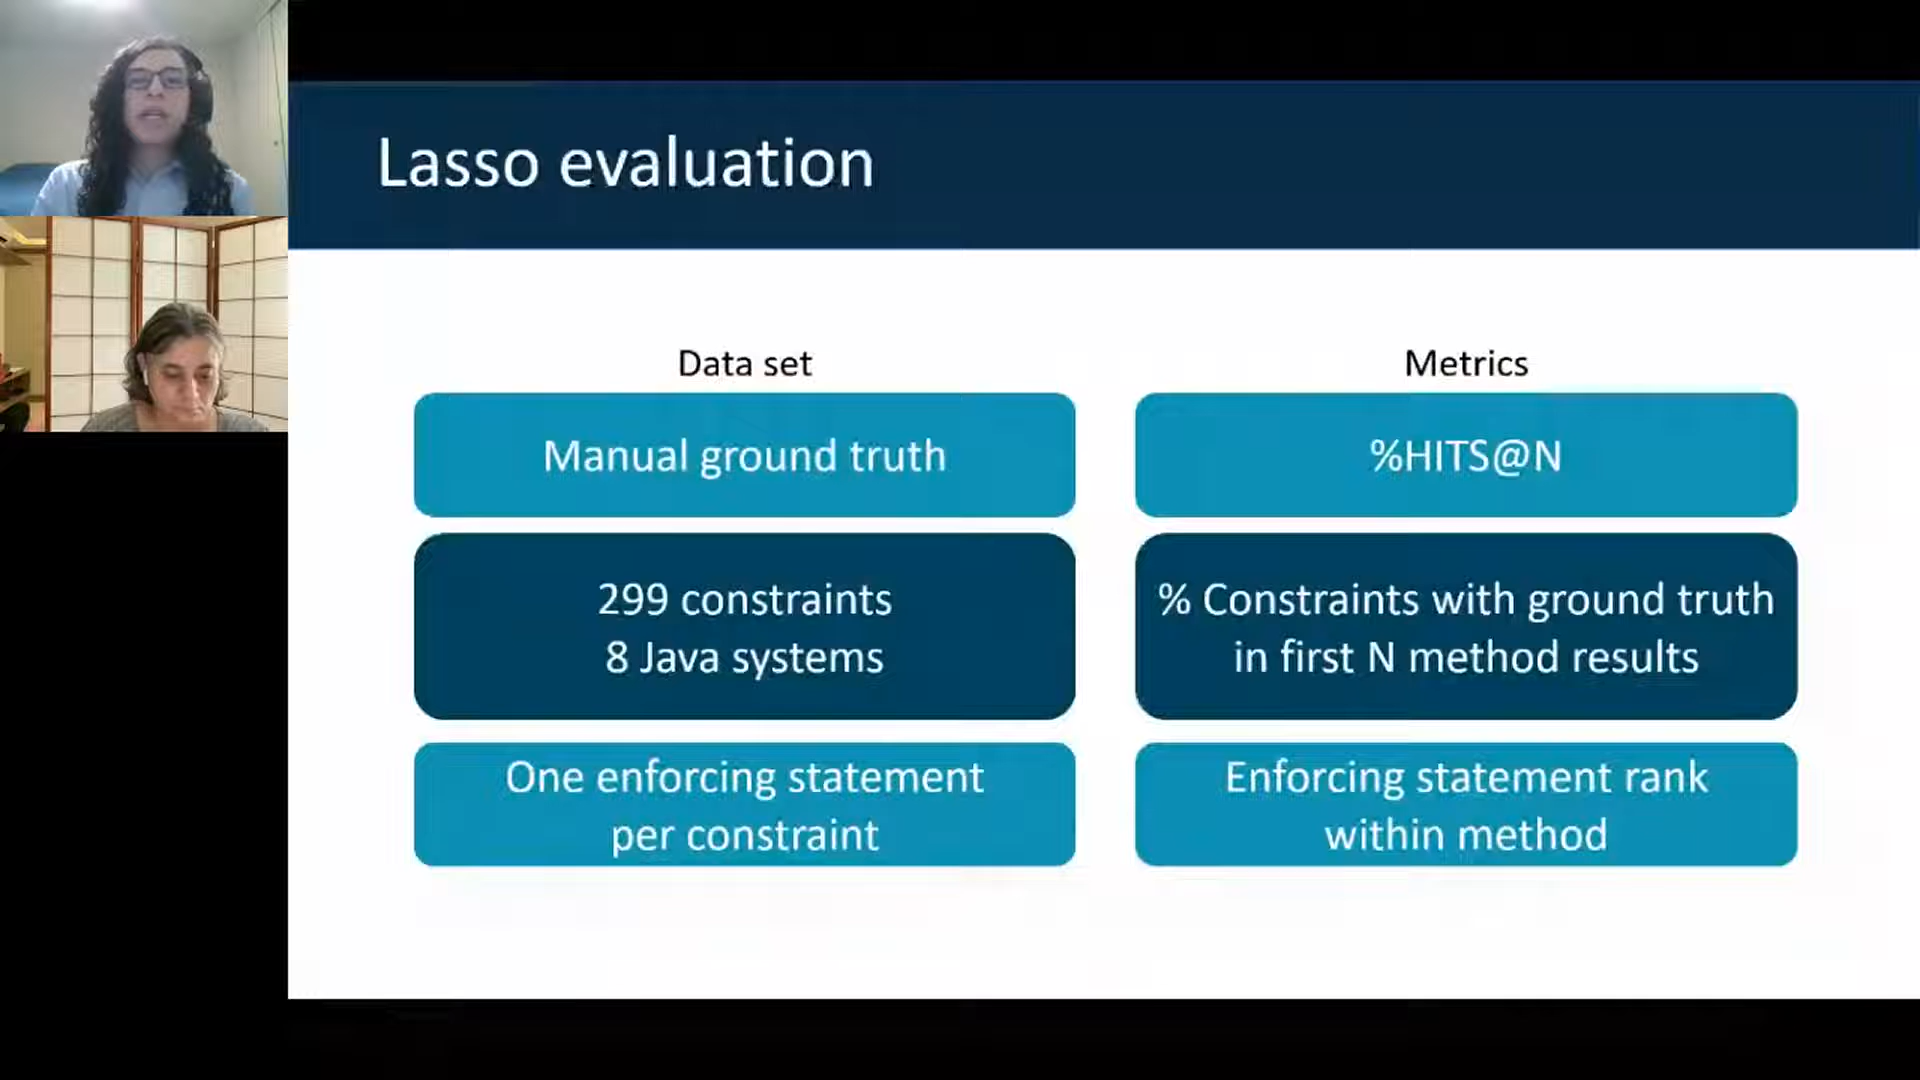 Lasso evaluation
Data set
Manual ground truth
299 constraints
8 Java systems
One enforcing statement
per constraint
Metrics
%HITS@N
% Constraints with ground truth
in first N method results
Enforcing statement rank
within method